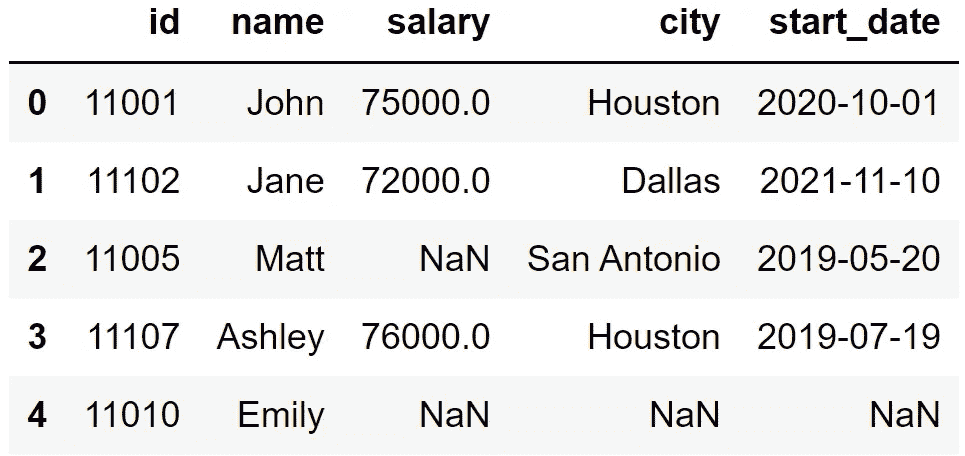 id name salary city start_date
0 11001 John 75000.0 Houston 2020-10-01
1 11102 Jane 72000.0 Dallas 2021-11-10
2 11005 Matt NaN San Antonio 2019-05-20
3 11107 Ashley 76000.0 Houston 2019-07-19
4 11010 Emily NaN NaN NaN